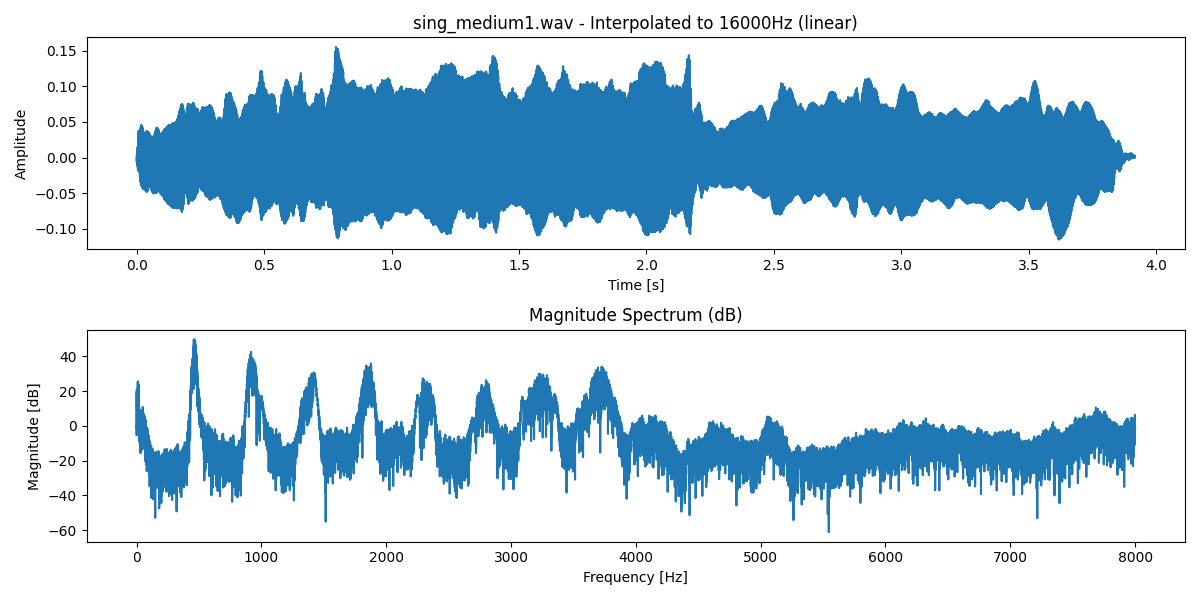 sing_medium1.wav - Interpolated to 16000Hz (linear)
0.15
0.10
0.05
0.00
−0.05
−0.10
Amplitude
0.0 0.5 1.0 1.5 2.0 2.5 3.0 3.5 4.0
Time [s]
Magnitude Spectrum (dB)
40
20
0
−20
−40
−60
Magnitude [dB]
0 1000 2000 3000 4000 5000 6000 7000 8000
Frequency [Hz]